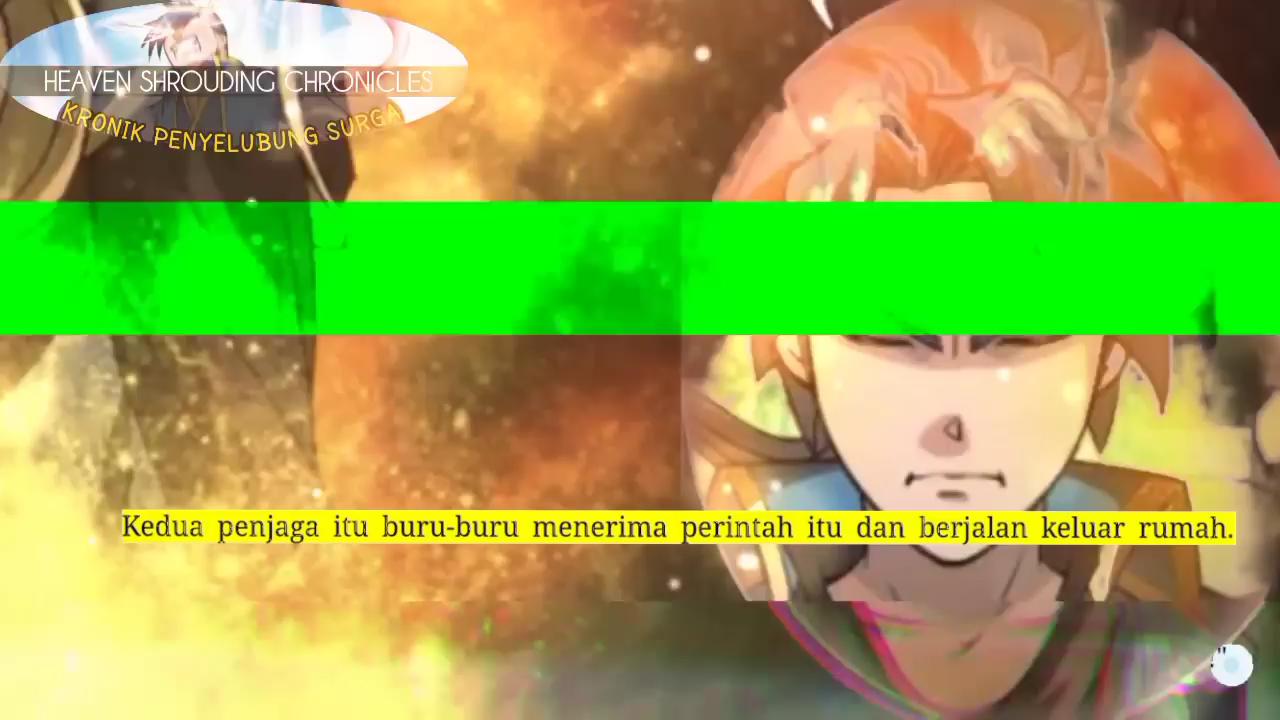 HEAVEN SHROUDING CHRONICLES
KRONIK PENYELUBUNG SURGA
Kedua penjaga itu buru-buru menerima perintah itu dan berjalan keluar rumah.
"